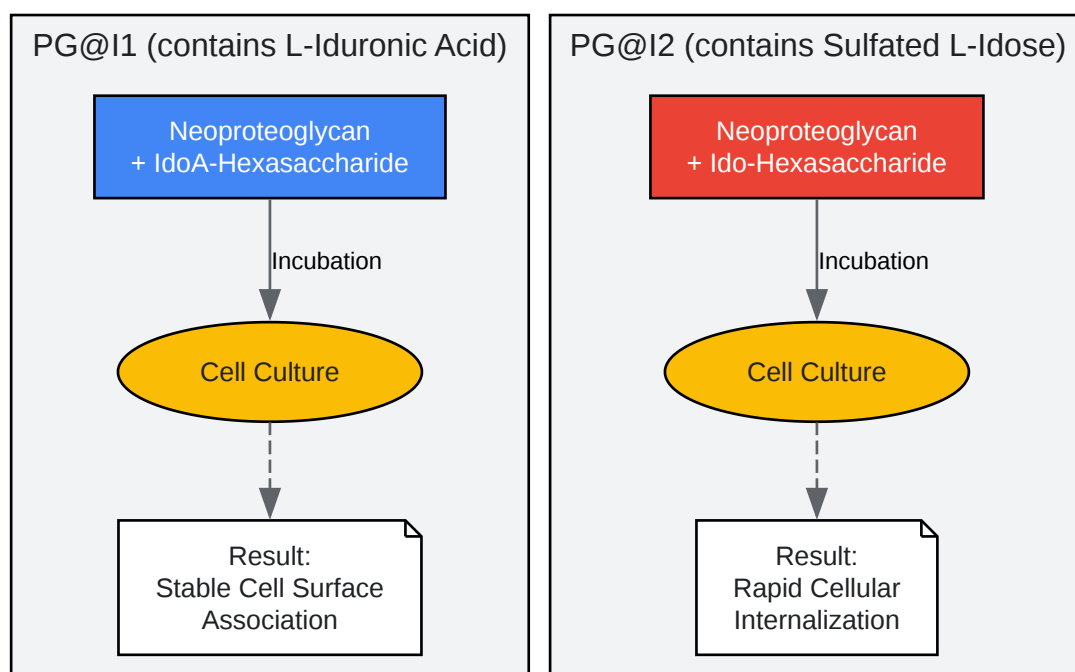 PG@I1 (contains L-Iduronic Acid)
Neoproteoglycan
+ IdoA-Hexasaccharide
Incubation
Cell Culture
Result:
Stable Cell Surface
Association
PG@I2 (contains Sulfated L-Idose)
Neoproteoglycan
+ Ido-Hexasaccharide
Incubation
Cell Culture
Result:
Rapid Cellular
Internalization